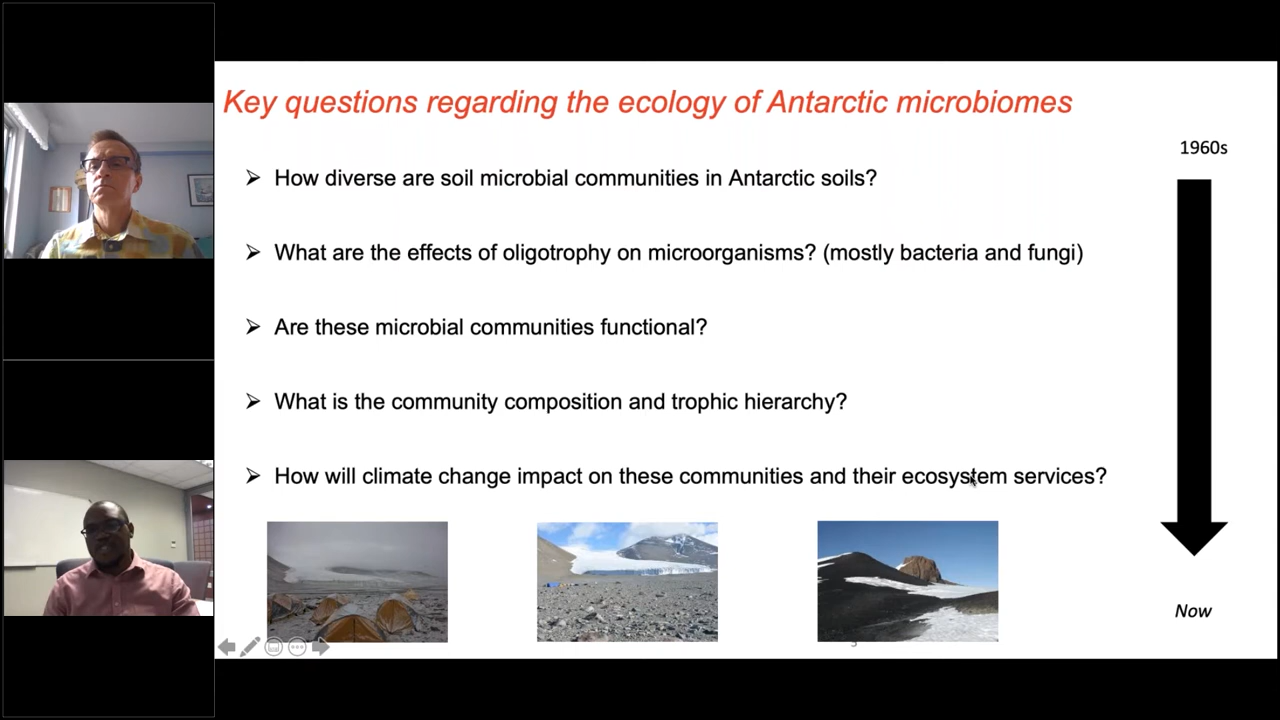 Key questions regarding the ecology of Antarctic microbiomes
1960s
How diverse are soil microbial communities in Antarctic soils?
What are the effects of oligotrophy on microorganisms? (mostly bacteria and fungi)
Are these microbial communities functional?
What is the community composition and trophic hierarchy?
How will climate change impact on these communities and their ecosystem services?
Now